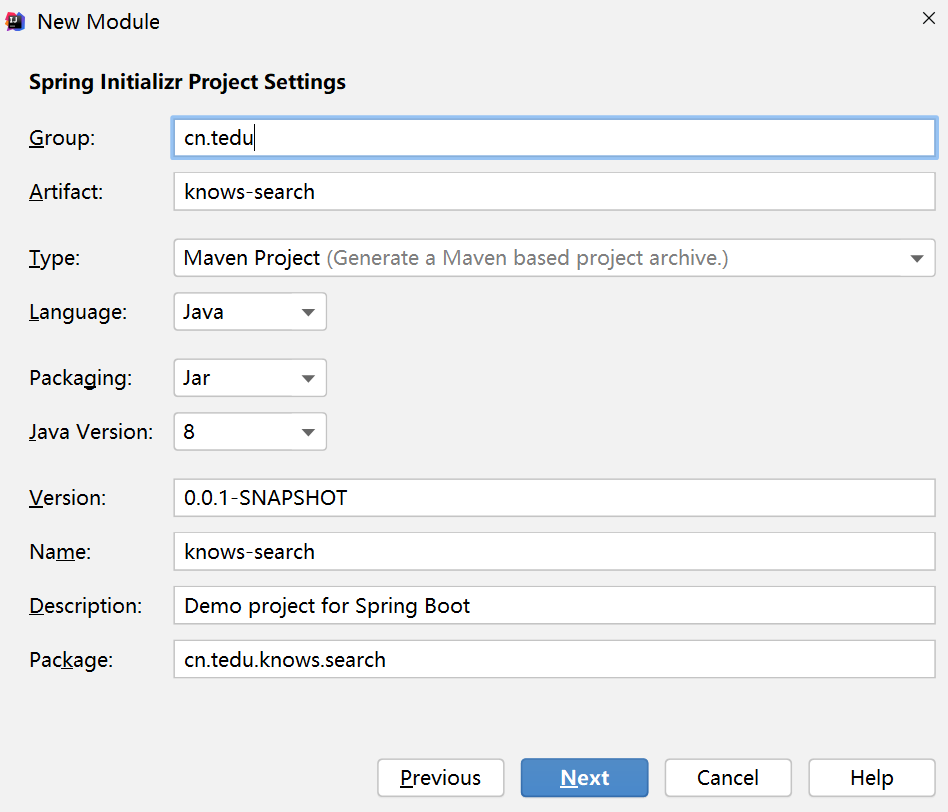 New Module
Spring Initializr Project Settings
Group: cn.tedu
Artifact: knows-search
Type: Maven Project (Generate a Maven based project archive.)
Language: Java
Packaging: Jar
Java Version: 8
Version: 0.0.1-SNAPSHOT
Name: knows-search
Description: Demo project for Spring Boot
Package: cn.tedu.knows.search
Previous Next Cancel Help